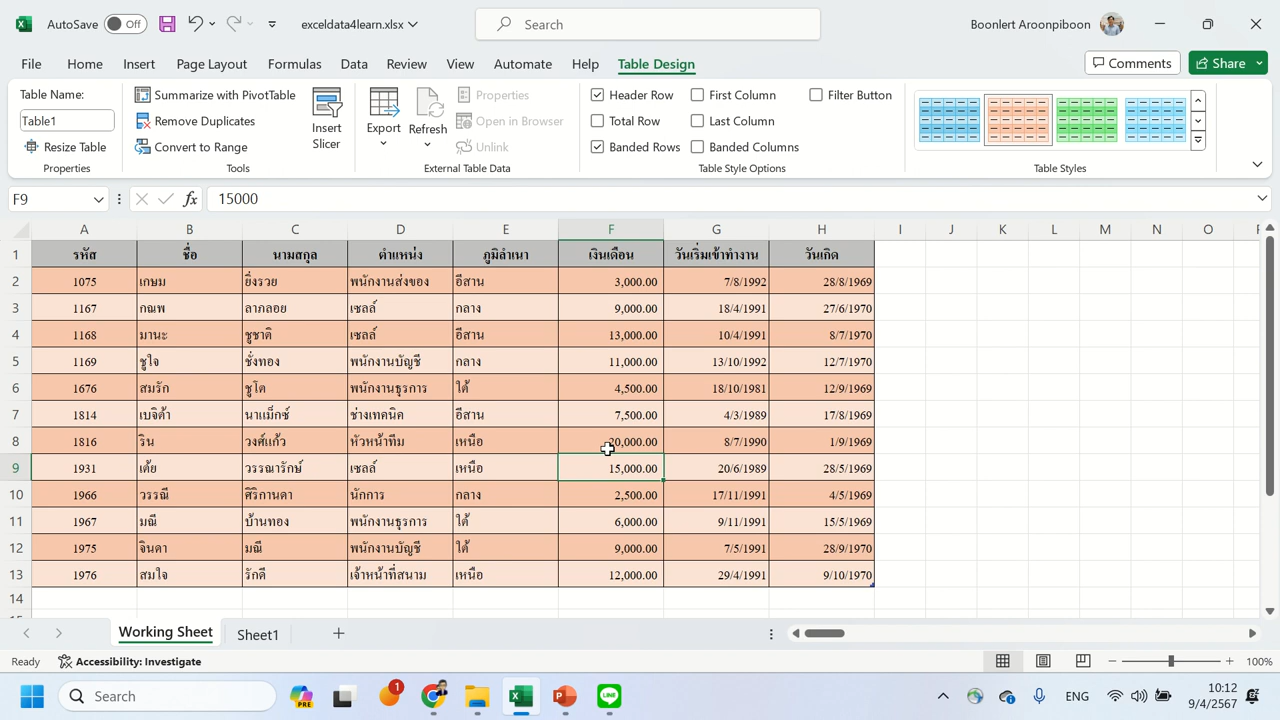 AutoSave Off exceldata4learn.xlsx Search Boonlert Aroonpiboon
File Home Insert Page Layout Formulas Data Review View Automate Help Table Design Comments Share
Table Name:
Table1
Resize Table
Properties
Summarize with PivotTable
Remove Duplicates
Convert to Range
Insert
Slicer
Tools
Export Refresh
Properties
Open in Browser
Unlink
External Table Data
Header Row First Column Filter Button
Total Row Last Column
Banded Rows Banded Columns
Table Style Options
Table Styles
F9 fx 15000
A B C D E F G H I J K L M N O
1 รหัส ชื่อ นามสกุล ตำแหน่ง ภูมิลำเนา เงินเดือน วันเริ่มเข้าทำงาน วันเกิด
2 1075 เกษม ยิ่งรวย พนักงานส่งของ อีสาน 3,000.00 7/8/1992 28/8/1969
3 1167 กณพ ลาภลอย เซลล์ กลาง 9,000.00 18/4/1991 27/6/1970
4 1168 มานะ ชูชาติ เซลล์ อีสาน 13,000.00 10/4/1991 8/7/1970
5 1169 ชูใจ ชั่งทอง พนักงานบัญชี กลาง 11,000.00 13/10/1992 12/7/1970
6 1676 สมรัก ชูโต พนักงานธุรการ ใต้ 4,500.00 18/10/1981 12/9/1969
7 1814 เบจิต้า นาแม็กซ์ ช่างเทคนิค อีสาน 7,500.00 4/3/1989 17/8/1969
8 1816 ริน วงศ์แก้ว หัวหน้าทีม เหนือ 20,000.00 8/7/1990 1/9/1969
9 1931 เต้ย วรรณารักษ์ เซลล์ เหนือ 15,000.00 20/6/1989 28/5/1969
10 1966 วรรณี ศิริกานดา นักการ กลาง 2,500.00 17/11/1991 4/5/1969
11 1967 มณี บ้านทอง พนักงานธุรการ ใต้ 6,000.00 9/11/1991 15/5/1969
12 1975 จินดา มณี พนักงานบัญชี ใต้ 9,000.00 7/5/1991 28/9/1970
13 1976 สมใจ รักดี เจ้าหน้าที่สนาม เหนือ 12,000.00 29/4/1991 9/10/1970
14
Working Sheet Sheet1
Ready Accessibility: Investigate 100%
Search PRE 1 ENG 10:12
9/4/2567